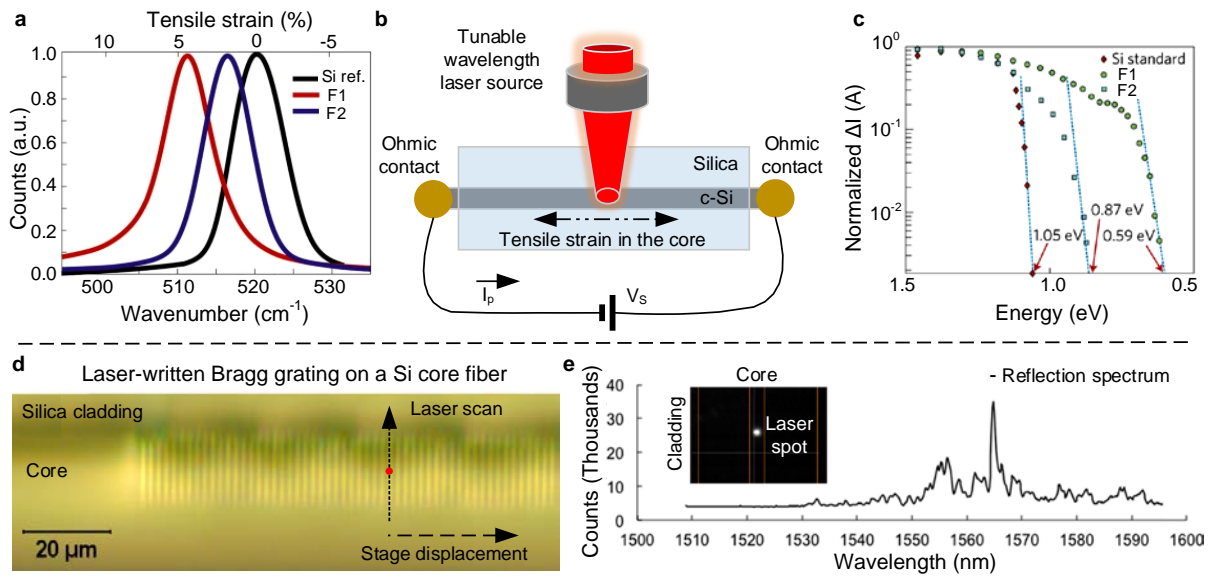 a
Tensile strain (%)
10 5 0 -5
1.0
0.8
0.6
0.4
0.2
0.0
Counts (a.u.)
Si ref.
F1
F2
500 510 520 530
Wavenumber (cm-1)
b
Tunable
wavelength
laser source
Ohmic
contact
Ohmic
contact
Silica
c-Si
Tensile strain in the core
Ip
VS
c
Normalized ΔI (A)
10^0
10^-1
10^-2
Si standard
F1
F2
1.05 eV
0.87 eV
0.59 eV
1.5 1.0 0.5
Energy (eV)
d
Laser-written Bragg grating on a Si core fiber
Silica cladding
Laser scan
Core
20 µm
Stage displacement
e
Core
- Reflection spectrum
Cladding
Laser
spot
Counts (Thousands)
40
30
20
10
0
1500 1510 1520 1530 1540 1550 1560 1570 1580 1590 1600
Wavelength (nm)